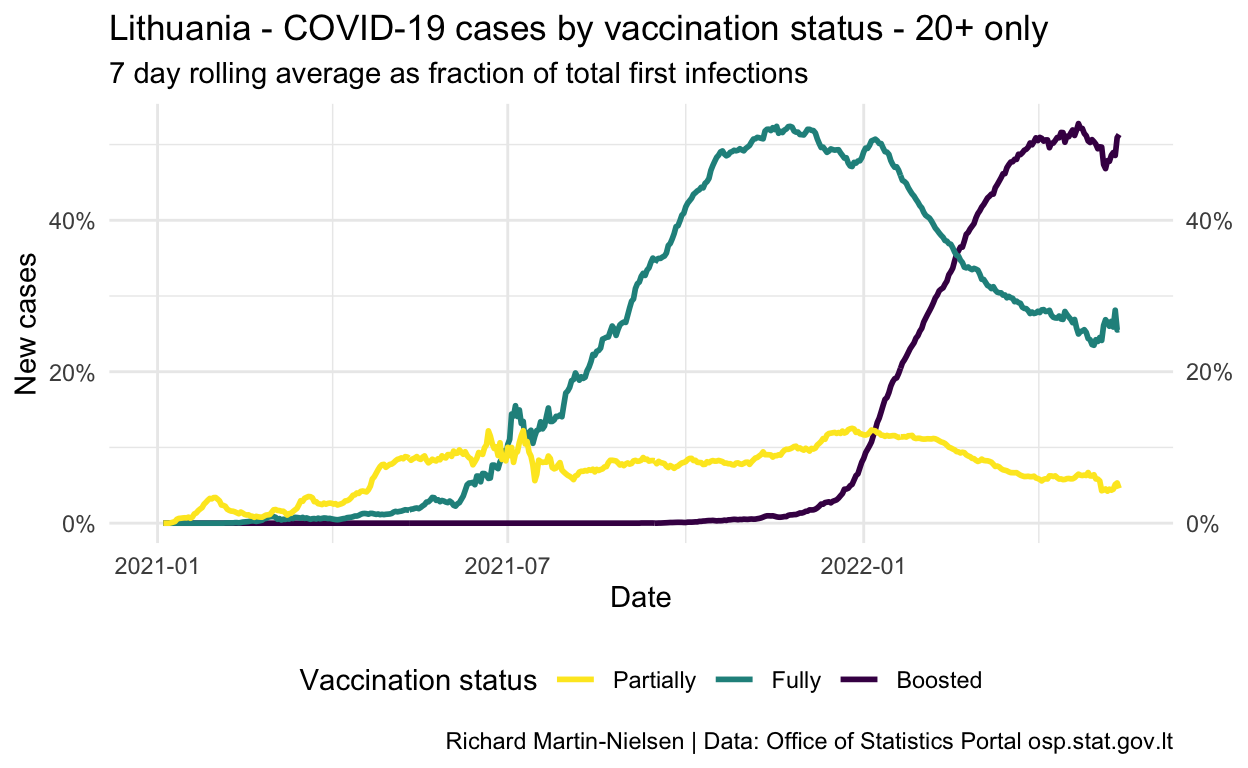 Lithuania - COVID-19 cases by vaccination status - 20+ only
7 day rolling average as fraction of total first infections
New cases
40%
20%
0%
40%
20%
0%
2021-01
2021-07
2022-01
Date
Vaccination status
Partially
Fully
Boosted
Richard Martin-Nielsen | Data: Office of Statistics Portal osp.stat.gov.lt